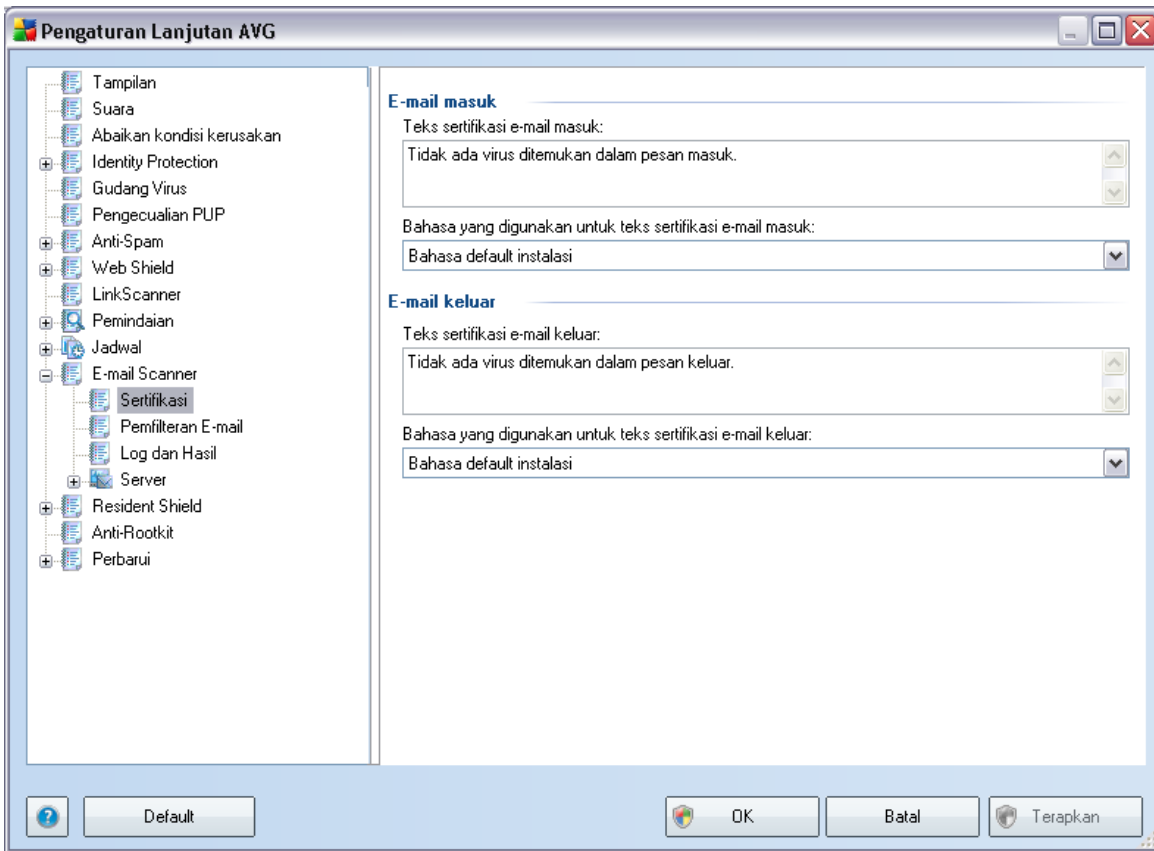 Pengaturan Lanjutan AVG
Tampilan
Suara
Abaikan kondisi kerusakan
Identity Protection
Gudang Virus
Pengecualian PUP
Anti-Spam
Web Shield
LinkScanner
Pemindaian
Jadwal
E-mail Scanner
Sertifikasi
Pemfilteran E-mail
Log dan Hasil
Server
Resident Shield
Anti-Rootkit
Perbarui
E-mail masuk
Teks sertifikasi e-mail masuk:
Tidak ada virus ditemukan dalam pesan masuk.
Bahasa yang digunakan untuk teks sertifikasi e-mail masuk:
Bahasa default instalasi
E-mail keluar
Teks sertifikasi e-mail keluar:
Tidak ada virus ditemukan dalam pesan keluar.
Bahasa yang digunakan untuk teks sertifikasi e-mail keluar:
Bahasa default instalasi
Default
OK
Batal
Terapkan